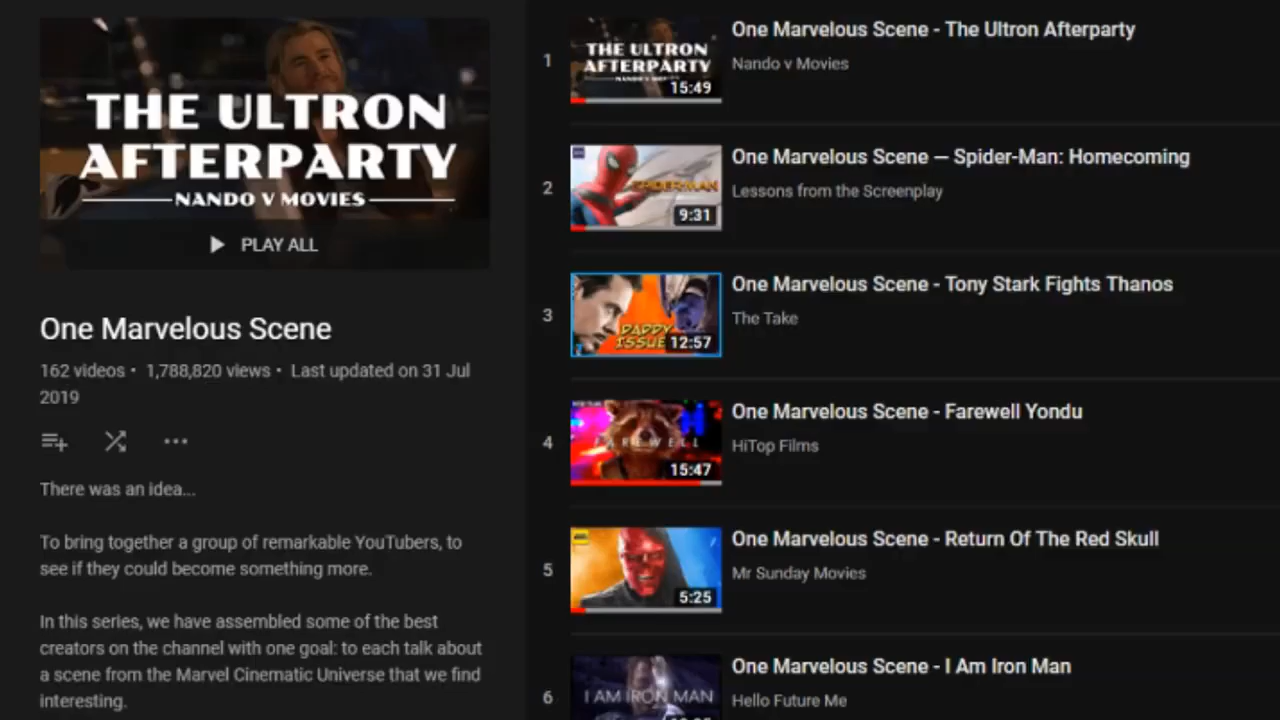 THE ULTRON
AFTERPARTY
NANDO V MOVIES
PLAY ALL
One Marvelous Scene
162 videos • 1,788,820 views • Last updated on 31 Jul
2019
There was an idea...
To bring together a group of remarkable YouTubers, to
see if they could become something more.
In this series, we have assembled some of the best
creators on the channel with one goal: to each talk about
a scene from the Marvel Cinematic Universe that we find
interesting.
1
THE ULTRON
AFTERPARTY
15:49
One Marvelous Scene - The Ultron Afterparty
Nando v Movies
2
SPIDER-MAN
9:31
One Marvelous Scene — Spider-Man: Homecoming
Lessons from the Screenplay
3
DADDY
ISSUE
12:57
One Marvelous Scene - Tony Stark Fights Thanos
The Take
4
FAREWELL
15:47
One Marvelous Scene - Farewell Yondu
HiTop Films
5
5:25
One Marvelous Scene - Return Of The Red Skull
Mr Sunday Movies
6
I AM IRON MAN
One Marvelous Scene - I Am Iron Man
Hello Future Me